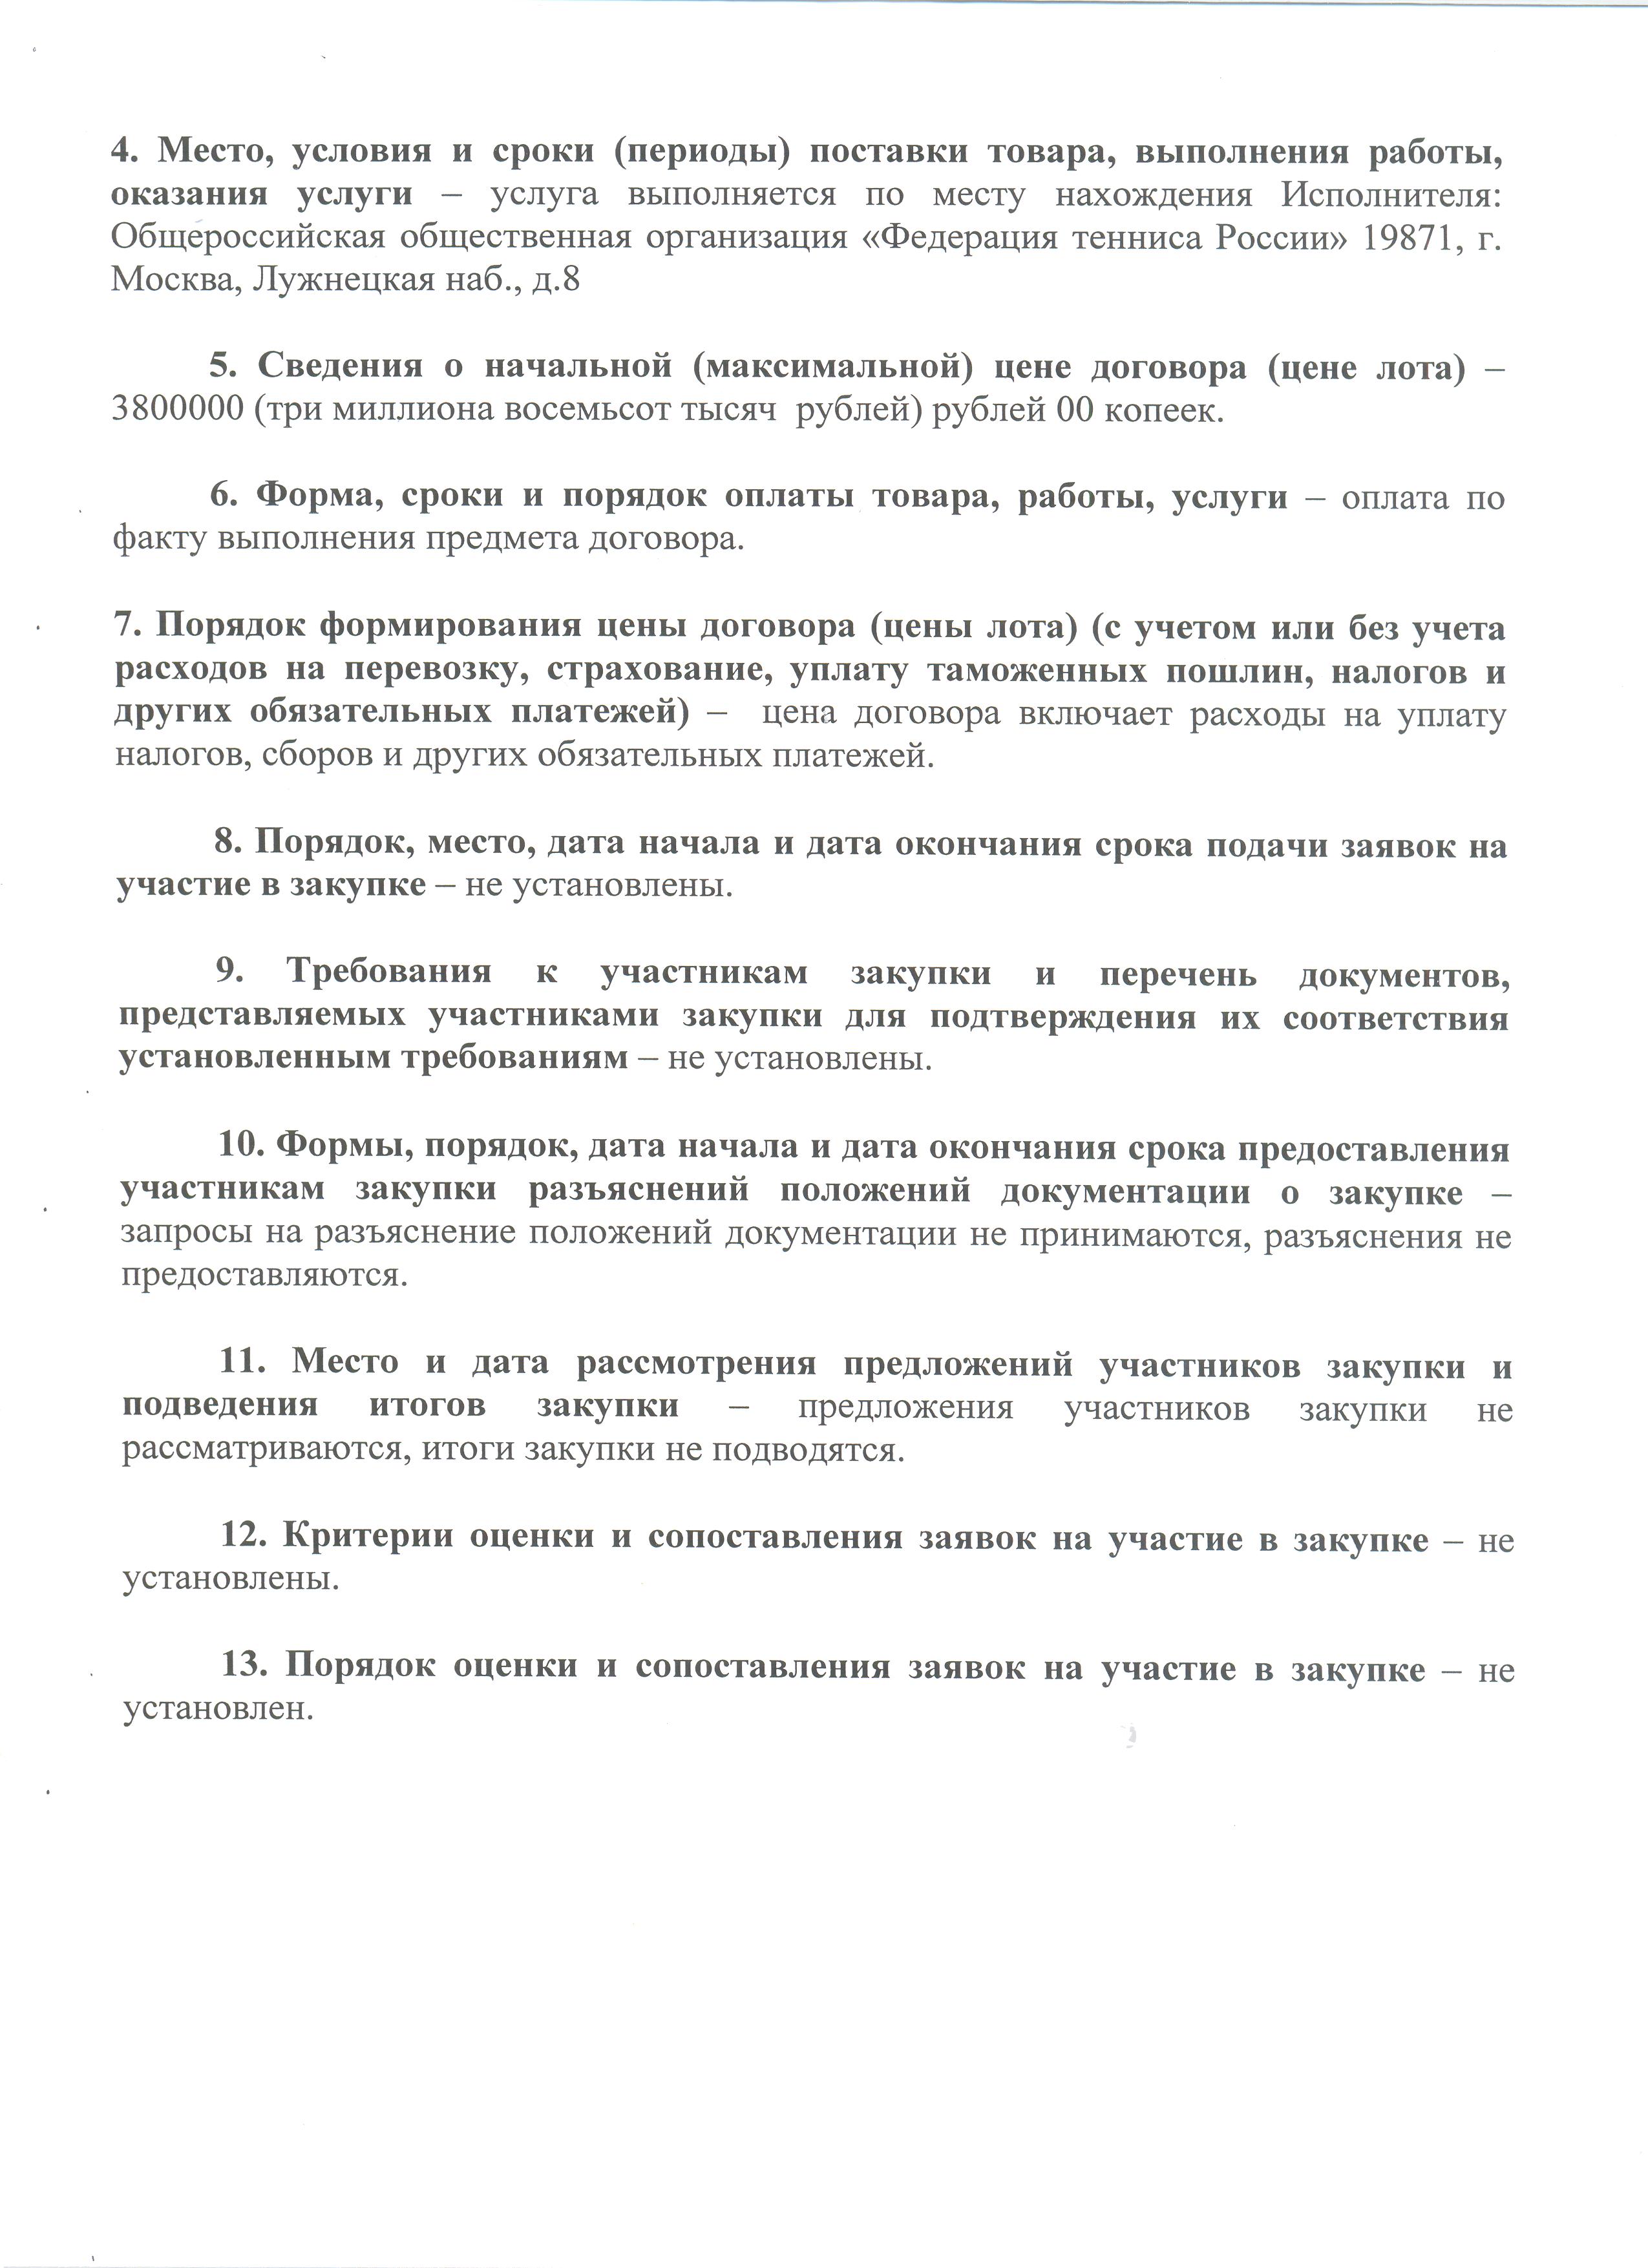 4. Место, условия и сроки (периоды) поставки товара, выполнения работы,
оказания услуги – услуга выполняется по месту нахождения Исполнителя:
Общероссийская общественная организация «Федерация тенниса России» 19871, г.
Москва, Лужнецкая наб., д.8
5. Сведения о начальной (максимальной) цене договора (цене лота) –
3800000 (три миллиона восемьсот тысяч рублей) рублей 00 копеек.
6. Форма, сроки и порядок оплаты товара, работы, услуги – оплата по
факту выполнения предмета договора.
7. Порядок формирования цены договора (цены лота) (с учетом или без учета
расходов на перевозку, страхование, уплату таможенных пошлин, налогов и
других обязательных платежей) – цена договора включает расходы на уплату
налогов, сборов и других обязательных платежей.
8. Порядок, место, дата начала и дата окончания срока подачи заявок на
участие в закупке – не установлены.
9. Требования к участникам закупки и перечень документов,
представляемых участниками закупки для подтверждения их соответствия
установленным требованиям – не установлены.
10. Формы, порядок, дата начала и дата окончания срока предоставления
участникам закупки разъяснений положений документации о закупке –
запросы на разъяснение положений документации не принимаются, разъяснения не
предоставляются.
11. Место и дата рассмотрения предложений участников закупки и
подведения итогов закупки – предложения участников закупки не
рассматриваются, итоги закупки не подводятся.
12. Критерии оценки и сопоставления заявок на участие в закупке – не
установлены.
13. Порядок оценки и сопоставления заявок на участие в закупке – не
установлен.